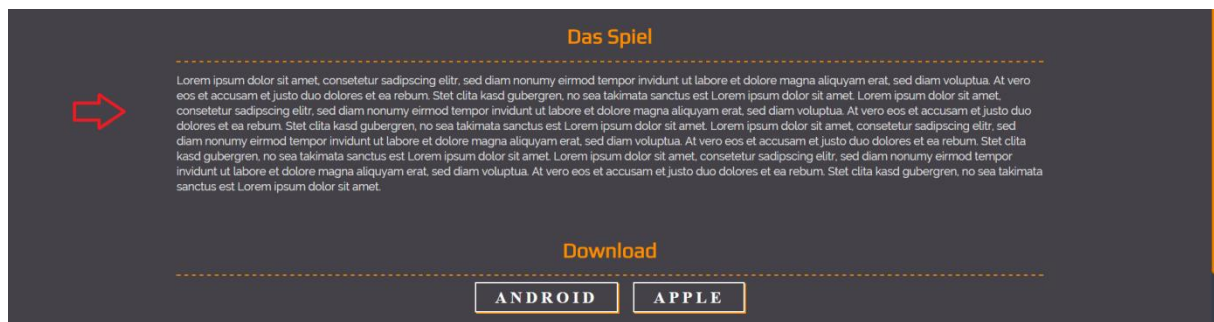 Das Spiel
Lorem ipsum dolor sit amet, consetetur sadipscing elitr, sed diam nonumy eirmod tempor invidunt ut labore et dolore magna aliquyam erat, sed diam voluptua. At vero
eos et accusam et justo duo dolores et ea rebum. Stet clita kasd gubergren, no sea takimata sanctus est Lorem ipsum dolor sit amet. Lorem ipsum dolor sit amet,
consetetur sadipscing elitr, sed diam nonumy eirmod tempor invidunt ut labore et dolore magna aliquyam erat, sed diam voluptua. At vero eos et accusam et justo duo
dolores et ea rebum. Stet clita kasd gubergren, no sea takimata sanctus est Lorem ipsum dolor sit amet. Lorem ipsum dolor sit amet, consetetur sadipscing elitr, sed
diam nonumy eirmod tempor invidunt ut labore et dolore magna aliquyam erat, sed diam voluptua. At vero eos et accusam et justo duo dolores et ea rebum. Stet clita
kasd gubergren, no sea takimata sanctus est Lorem ipsum dolor sit amet. Lorem ipsum dolor sit amet, consetetur sadipscing elitr, sed diam nonumy eirmod tempor
invidunt ut labore et dolore magna aliquyam erat, sed diam voluptua. At vero eos et accusam et justo duo dolores et ea rebum. Stet clita kasd gubergren, no sea takimata
sanctus est Lorem ipsum dolor sit amet.
Download
ANDROID APPLE